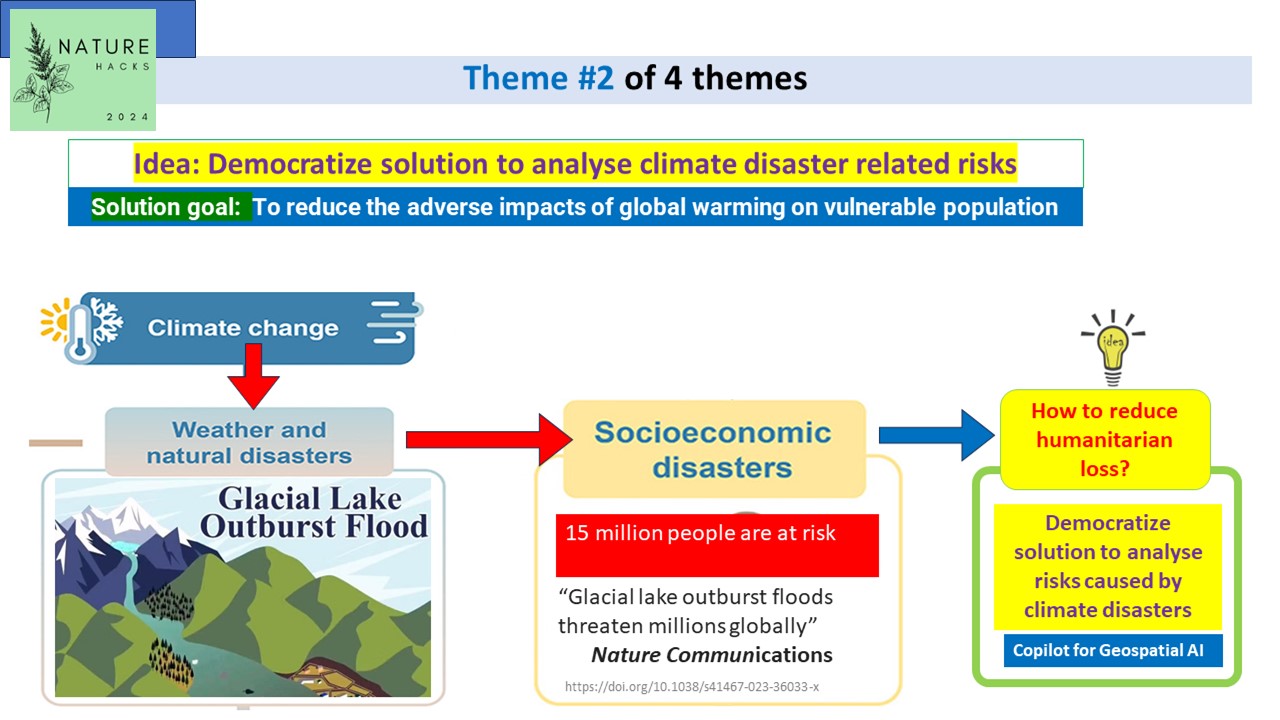 NATURE
HACKS
2024
Theme #2 of 4 themes
Idea: Democratize solution to analyse climate disaster related risks
Solution goal: To reduce the adverse impacts of global warming on vulnerable population
Climate change
Weather and
natural disasters
Glacial Lake
Outburst Flood
Socioeconomic
disasters
15 million people are at risk
“Glacial lake outburst floods
threaten millions globally”
Nature Communications
https://doi.org/10.1038/s41467-023-36033-x
idea
How to reduce
humanitarian
loss?
Democratize
solution to analyse
risks caused by
climate disasters
Copilot for Geospatial AI